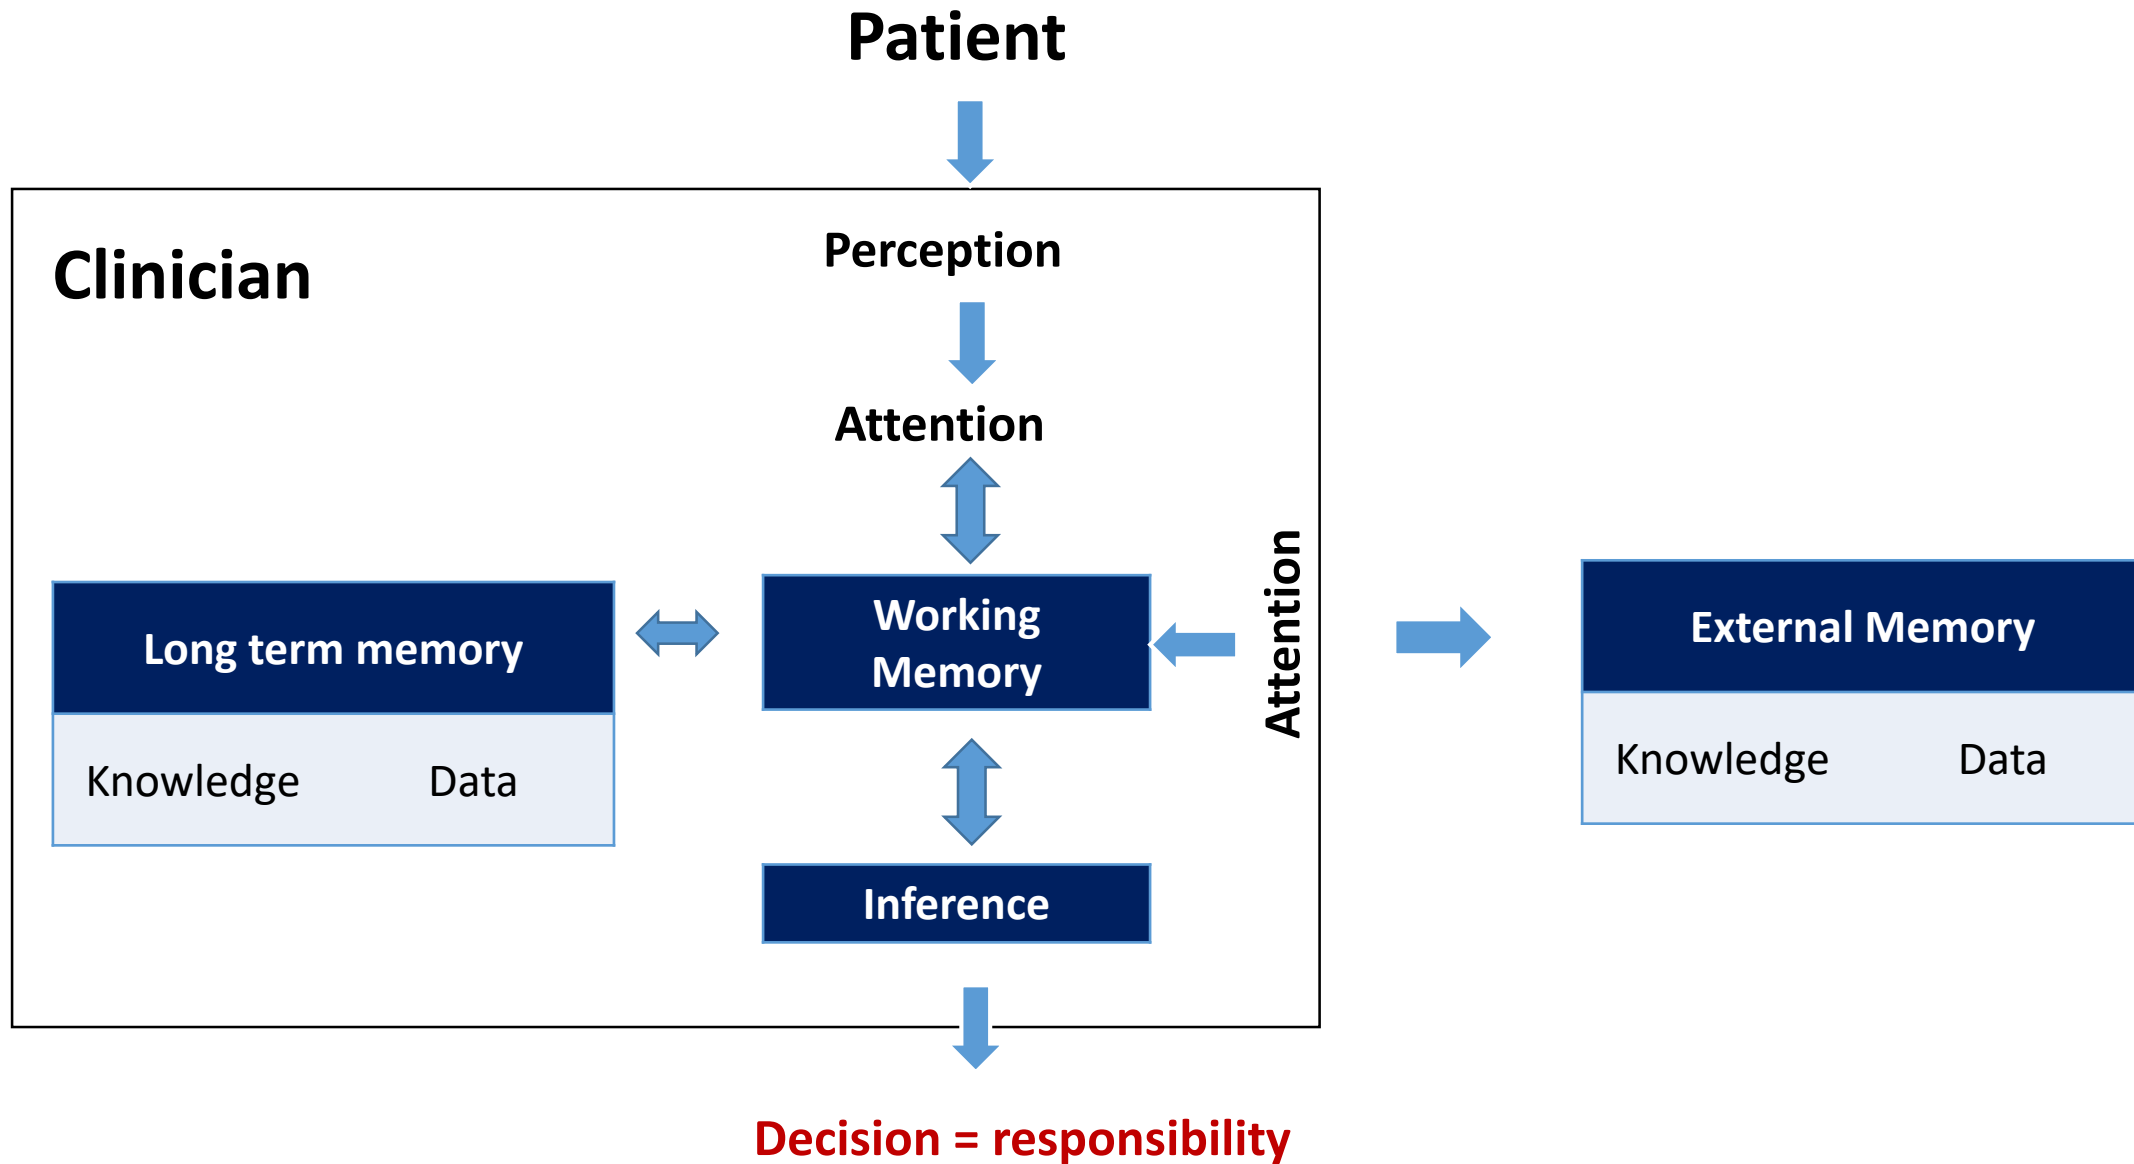 Patient
Clinician
Perception
Attention
Long term memory
Knowledge Data
Working
Memory
Attention
External Memory
Knowledge Data
Inference
Decision = responsibility